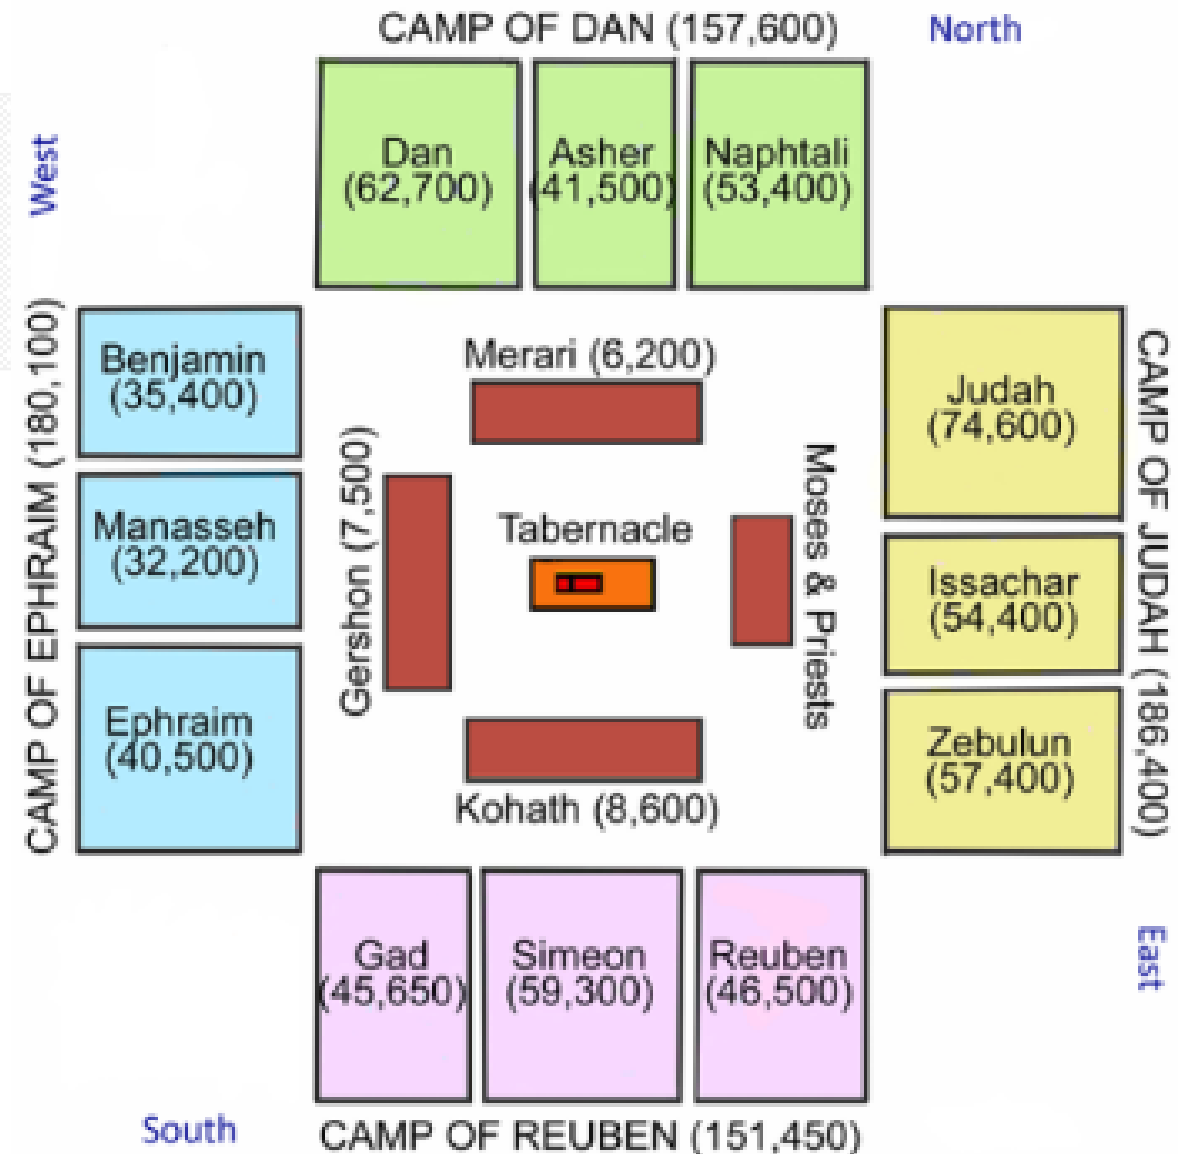 CAMP OF DAN (157,600)
North
West
Dan
(62,700)
Asher
(41,500)
Naphtali
(53,400)
CAMP OF EPHRAIM (180,100)
Benjamin
(35,400)
Manasseh
(32,200)
Ephraim
(40,500)
Merari (6,200)
Gershon (7,500)
Tabernacle
Moses & Priests
Kohath (8,600)
Judah
(74,600)
Issachar
(54,400)
Zebulun
(57,400)
CAMP OF JUDAH (186,400)
East
Gad
(45,650)
Simeon
(59,300)
Reuben
(46,500)
South
CAMP OF REUBEN (151,450)